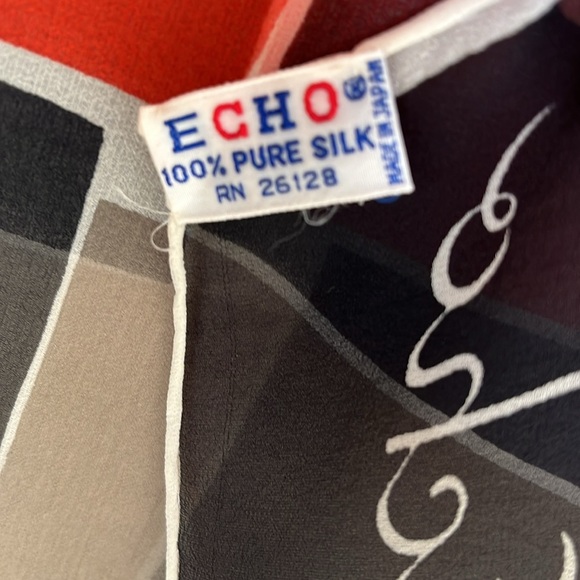 ECHO®
100% PURE SILK
RN 26128
MADE IN JAPAN